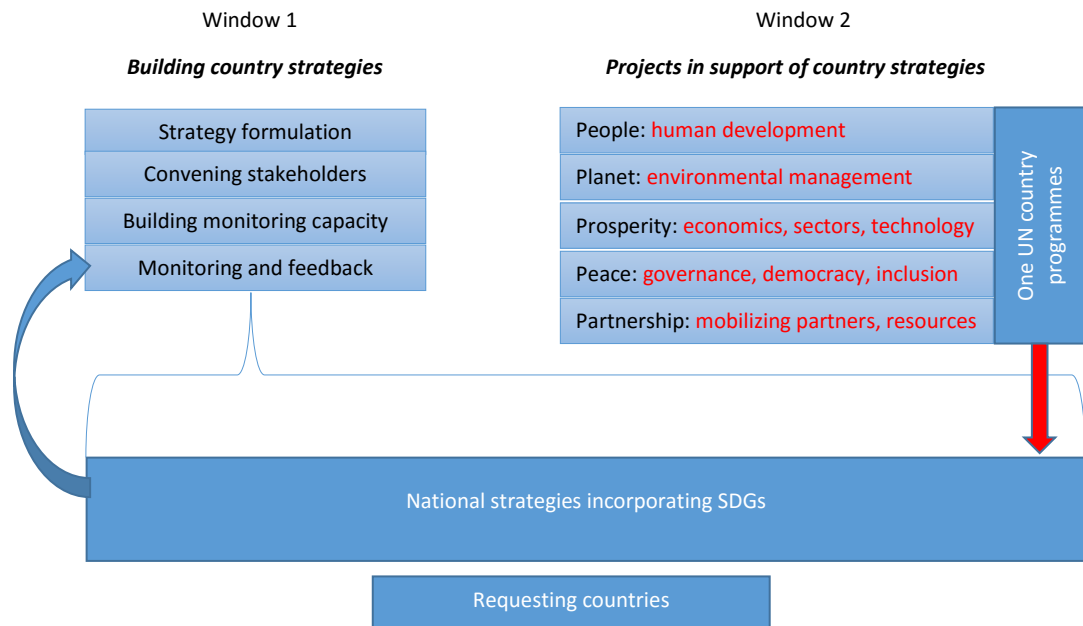 Window 1
Building country strategies
Strategy formulation
Convening stakeholders
Building monitoring capacity
Monitoring and feedback
Window 2
Projects in support of country strategies
People: human development
Planet: environmental management
Prosperity: economics, sectors, technology
Peace: governance, democracy, inclusion
Partnership: mobilizing partners, resources
One UN country
programmes
National strategies incorporating SDGs
Requesting countries